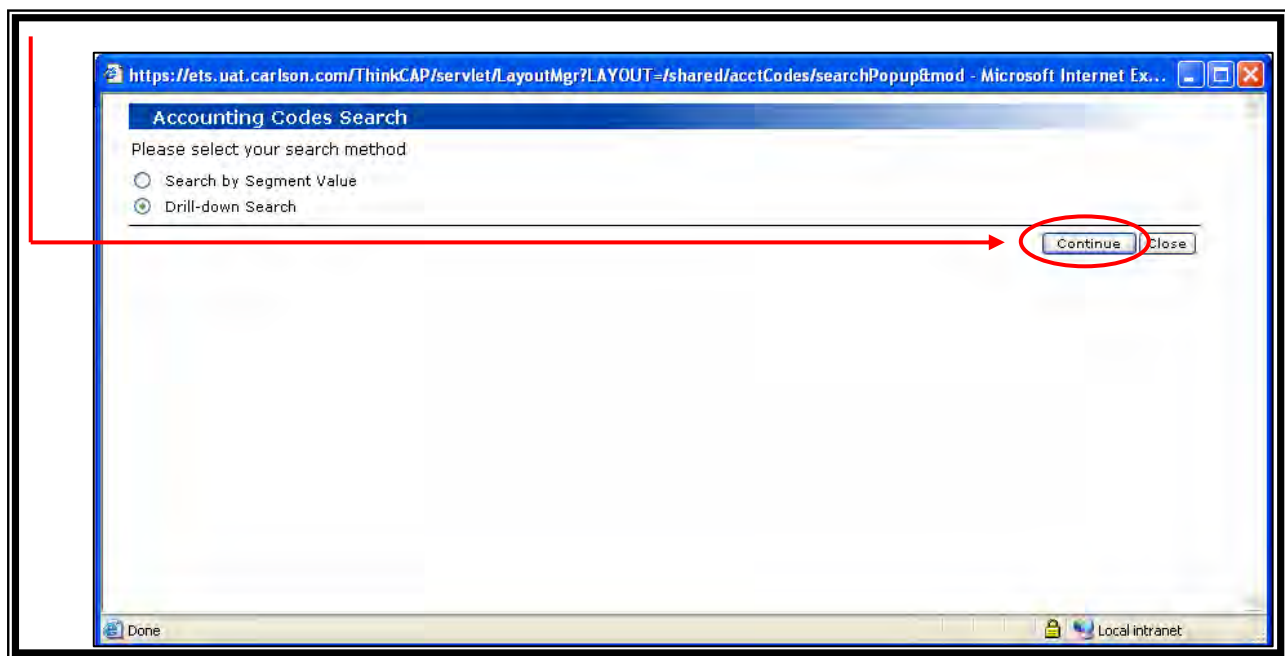 https://ets.uat.carlson.com/ThinkCAP/servlet/LayoutMgr?LAYOUT=/shared/acctCodes/searchPopup&mod - Microsoft Internet Ex...
Accounting Codes Search
Please select your search method
Search by Segment Value
Drill-down Search
Continue Close
Done Local intranet